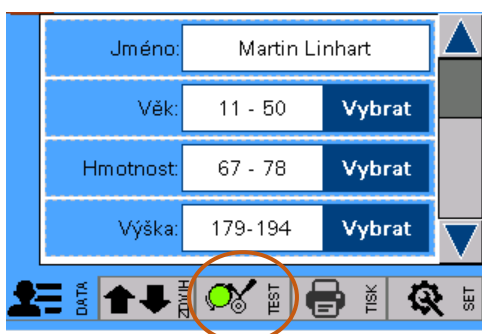 Jméno: Martin Linhart
Věk: 11 - 50 Vybrat
Hmotnost: 67 - 78 Vybrat
Výška: 179-194 Vybrat
DATA ZDVIH TEST TISK SET